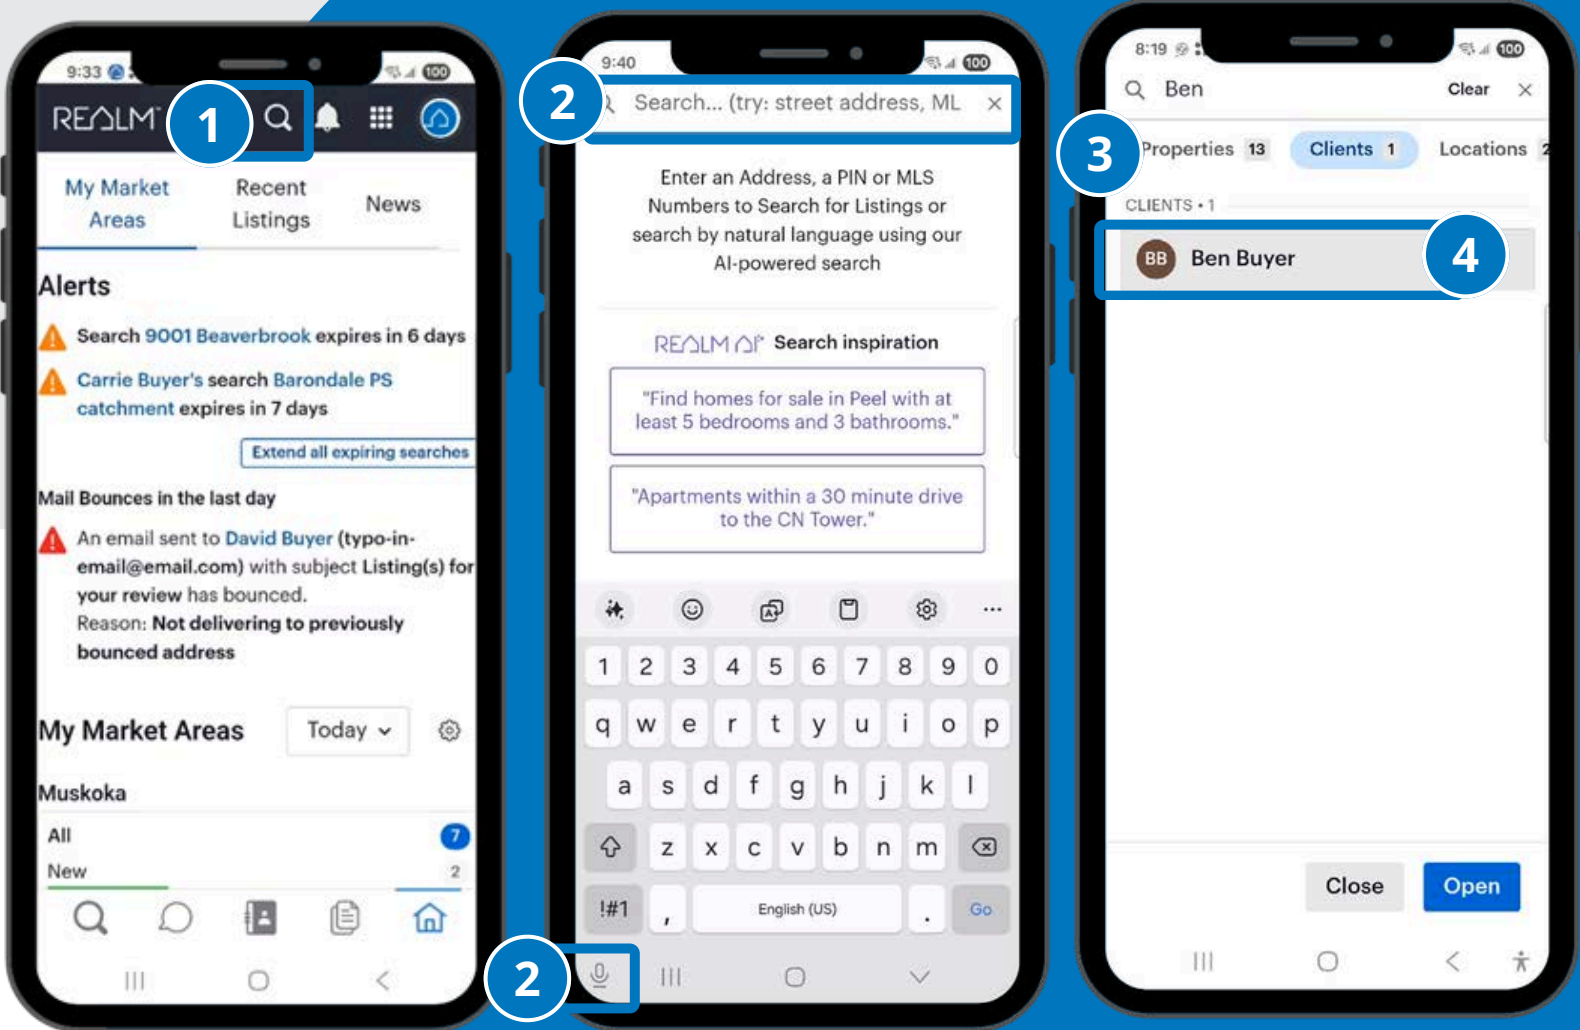 9:33
100
REALM
1
My Market
Areas
Recent
Listings
News
Alerts
Search 9001 Beaverbrook expires in 6 days
Carrie Buyer's search Barondale PS
catchment expires in 7 days
Extend all expiring searches
Mail Bounces in the last day
An email sent to David Buyer (typo-in-
email@email.com) with subject Listing(s) for
your review has bounced.
Reason: Not delivering to previously
bounced address
My Market Areas
Today
Muskoka
All 7
New 2
9:40
100
2
Search... (try: street address, ML
Enter an Address, a PIN or MLS
Numbers to Search for Listings or
search by natural language using our
AI-powered search
REALM AI Search inspiration
"Find homes for sale in Peel with at
least 5 bedrooms and 3 bathrooms."
"Apartments within a 30 minute drive
to the CN Tower."
1 2 3 4 5 6 7 8 9 0
q w e r t y u i o p
a s d f g h j k l
z x c v b n m
!#1 , English (US) . Go
2
8:19
100
Ben Clear
3
Properties 13 Clients 1 Locations 2
CLIENTS • 1
BB Ben Buyer
4
Close Open